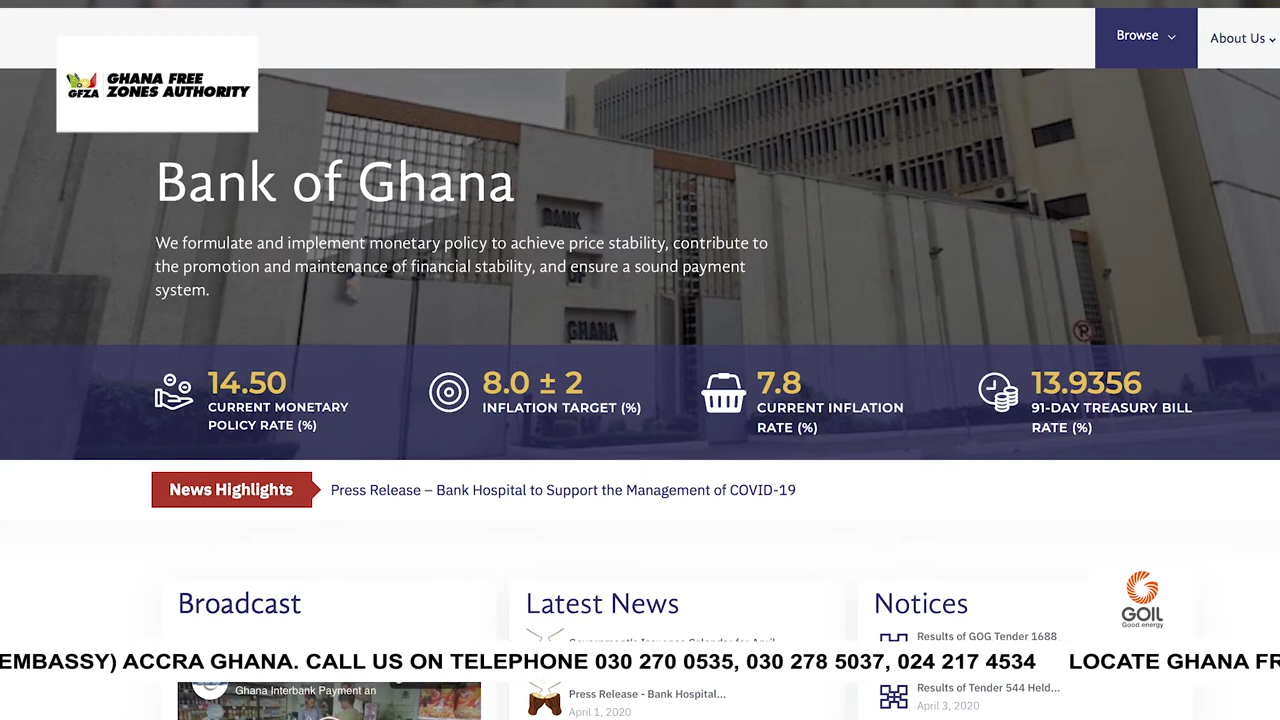 Browse
About Us
GFZA
GHANA FREE
ZONES AUTHORITY
Bank of Ghana
BANK
OF
GHANA
We formulate and implement monetary policy to achieve price stability, contribute to
the promotion and maintenance of financial stability, and ensure a sound payment
system.
14.50
CURRENT MONETARY
POLICY RATE (%)
8.0 ± 2
INFLATION TARGET (%)
7.8
CURRENT INFLATION
RATE (%)
13.9356
91-DAY TREASURY BILL
RATE (%)
News Highlights
Press Release – Bank Hospital to Support the Management of COVID-19
Broadcast
Latest News
Notices
GOIL
Good energy
Results of GOG Tender 1688
EMBASSY) ACCRA GHANA. CALL US ON TELEPHONE 030 270 0535, 030 278 5037, 024 217 4534 LOCATE GHANA FR
Ghana Interbank Payment an
Press Release - Bank Hospital...
April 1, 2020
Results of Tender 544 Held...
April 3, 2020